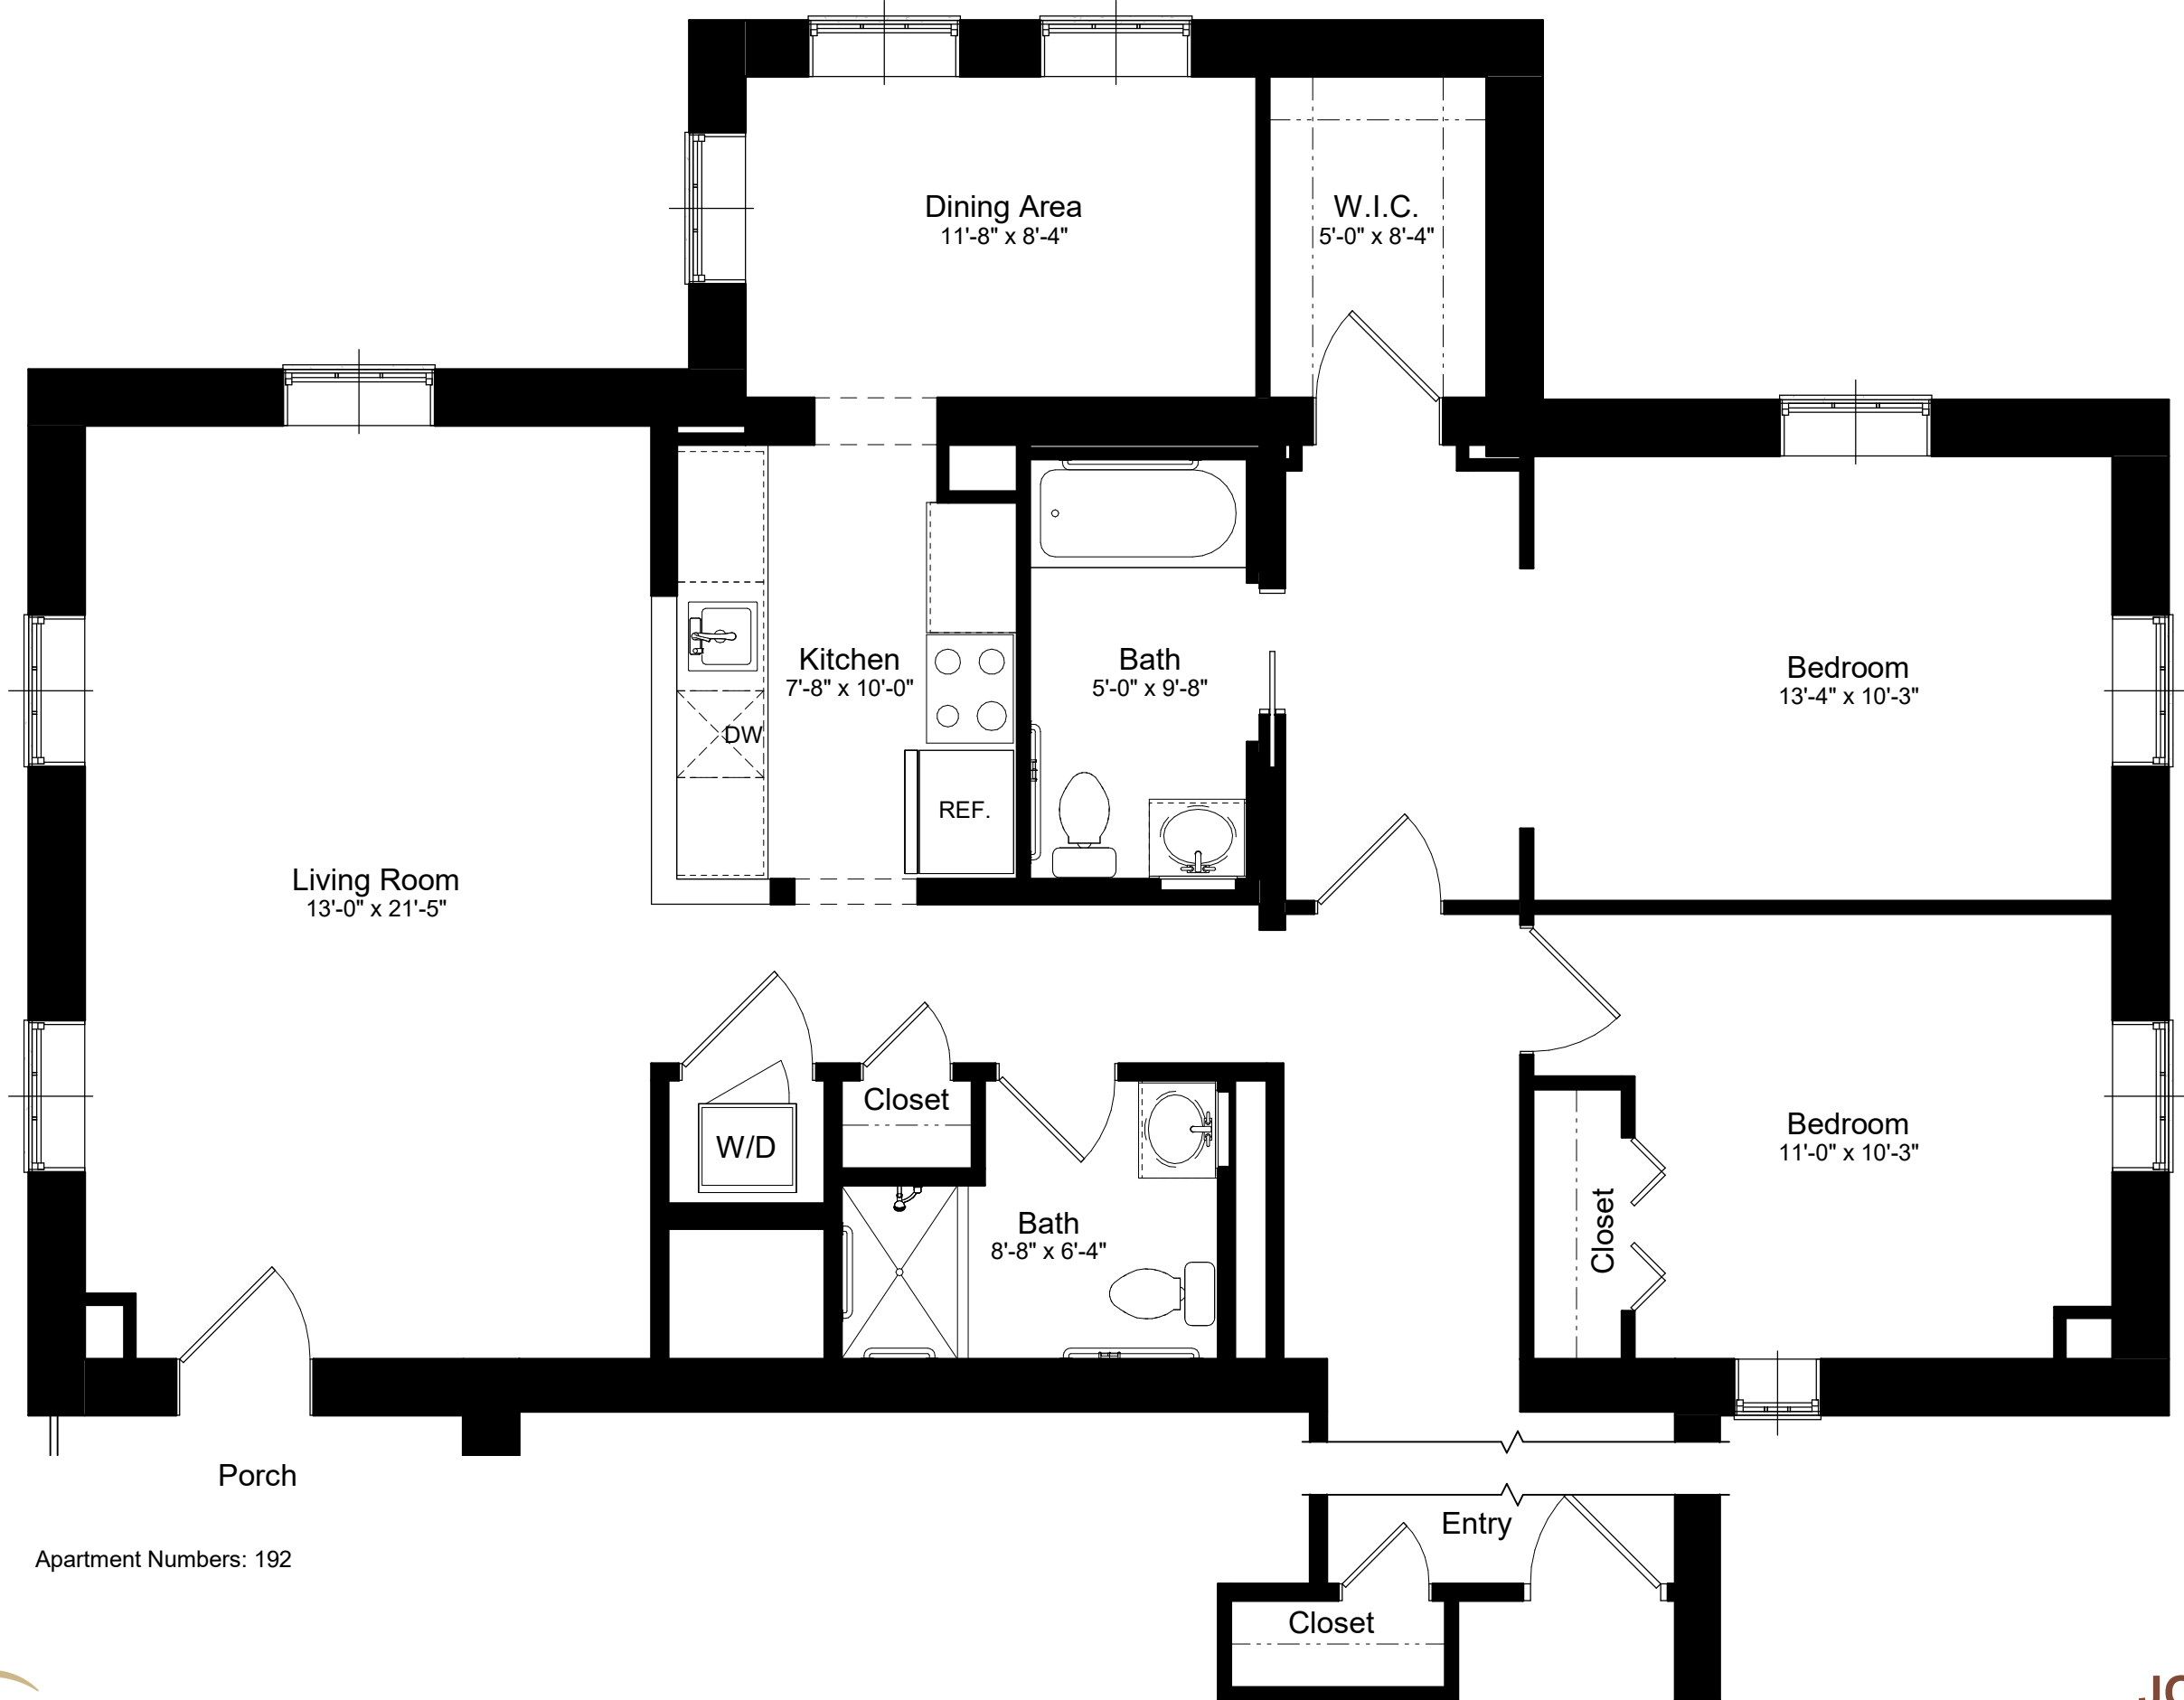 Dining Area
11'-8" x 8'-4"
W.I.C.
5'-0" x 8'-4"
Kitchen
7'-8" x 10'-0"
DW
REF.
Bath
5'-0" x 9'-8"
Bedroom
13'-4" x 10'-3"
Living Room
13'-0" x 21'-5"
W/D
Closet
Bath
8'-8" x 6'-4"
Closet
Bedroom
11'-0" x 10'-3"
Porch
Entry
Apartment Numbers: 192
Closet